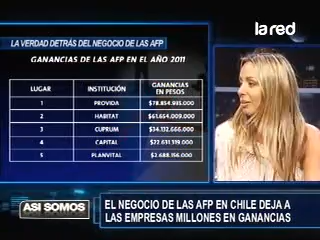 la red
LA VERDAD DETRÁS DEL NEGOCIO DE LAS AFP
GANANCIAS DE LAS AFP EN EL AÑO 2011
LUGAR INSTITUCIÓN GANANCIAS EN PESOS
1 PROVIDA $78.854.935.000
2 HABITAT $61.654.009.000
3 CUPRUM $34.132.666.000
4 CAPITAL $22.631.319.000
5 PLANVITAL $2.688.156.000
ASI SOMOS
EL NEGOCIO DE LAS AFP EN CHILE DEJA A
LAS EMPRESAS MILLONES EN GANANCIAS